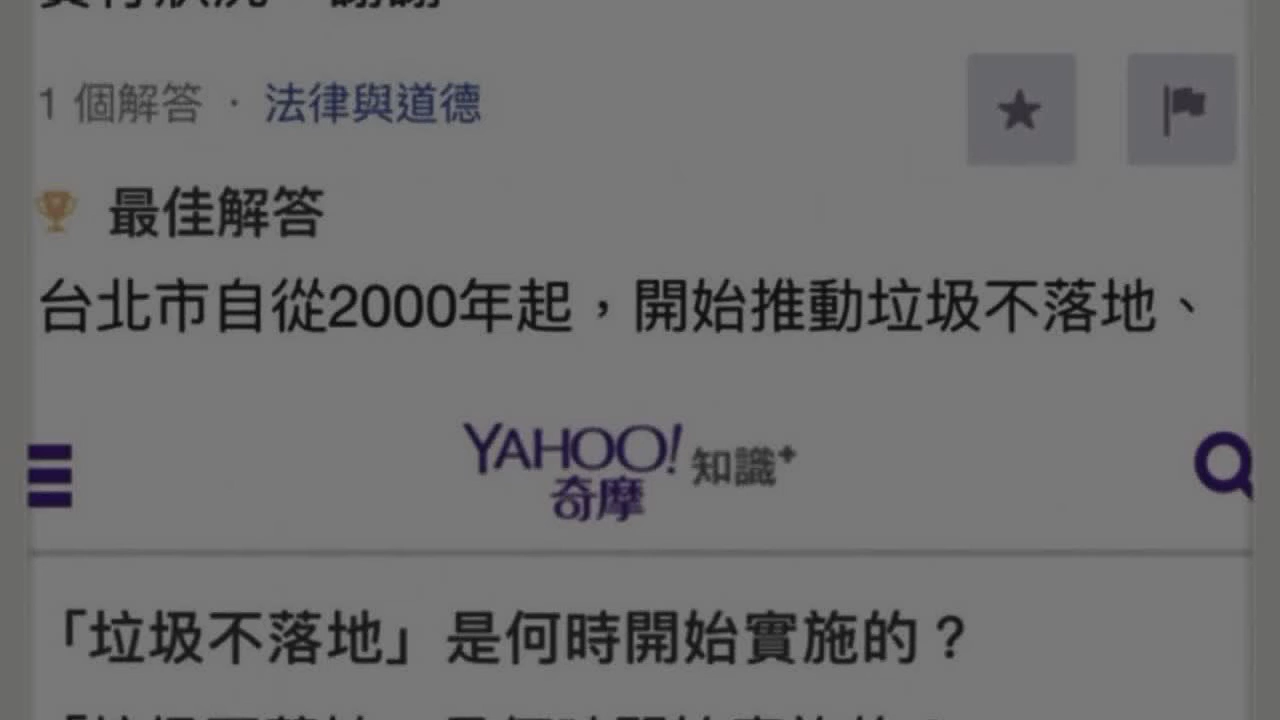 1 個解答 · 法律與道德
最佳解答
台北市自從2000年起，開始推動垃圾不落地、
YAHOO!
奇摩
知識+
「垃圾不落地」是何時開始實施的？